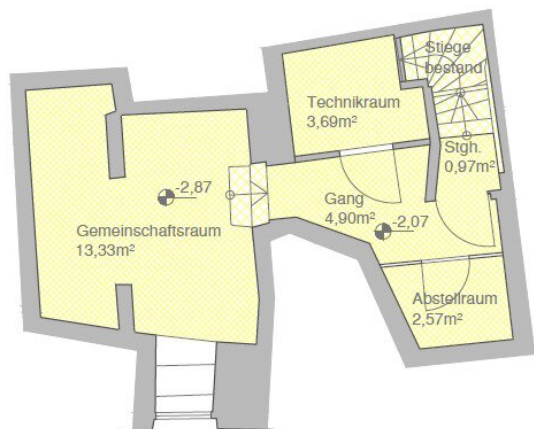 Stiege
bestand
Technikraum
3,69m²
Stgh.
0,97m²
-2,87
Gang
4,90m²
-2,07
Gemeinschaftsraum
13,33m²
Abstellraum
2,57m²